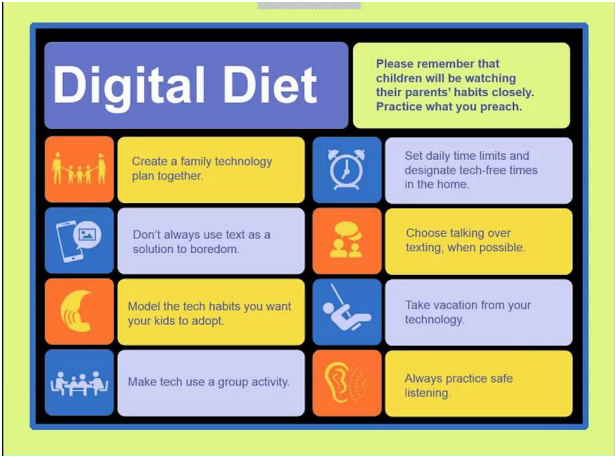 Digital Diet
Please remember that
children will be watching
their parents' habits closely.
Practice what you preach.
Create a family technology
plan together.
Set daily time limits and
designate tech-free times
in the home.
Don't always use text as a
solution to boredom.
Choose talking over
texting, when possible.
Model the tech habits you want
your kids to adopt.
Take vacation from your
technology.
Make tech use a group activity.
Always practice safe
listening.